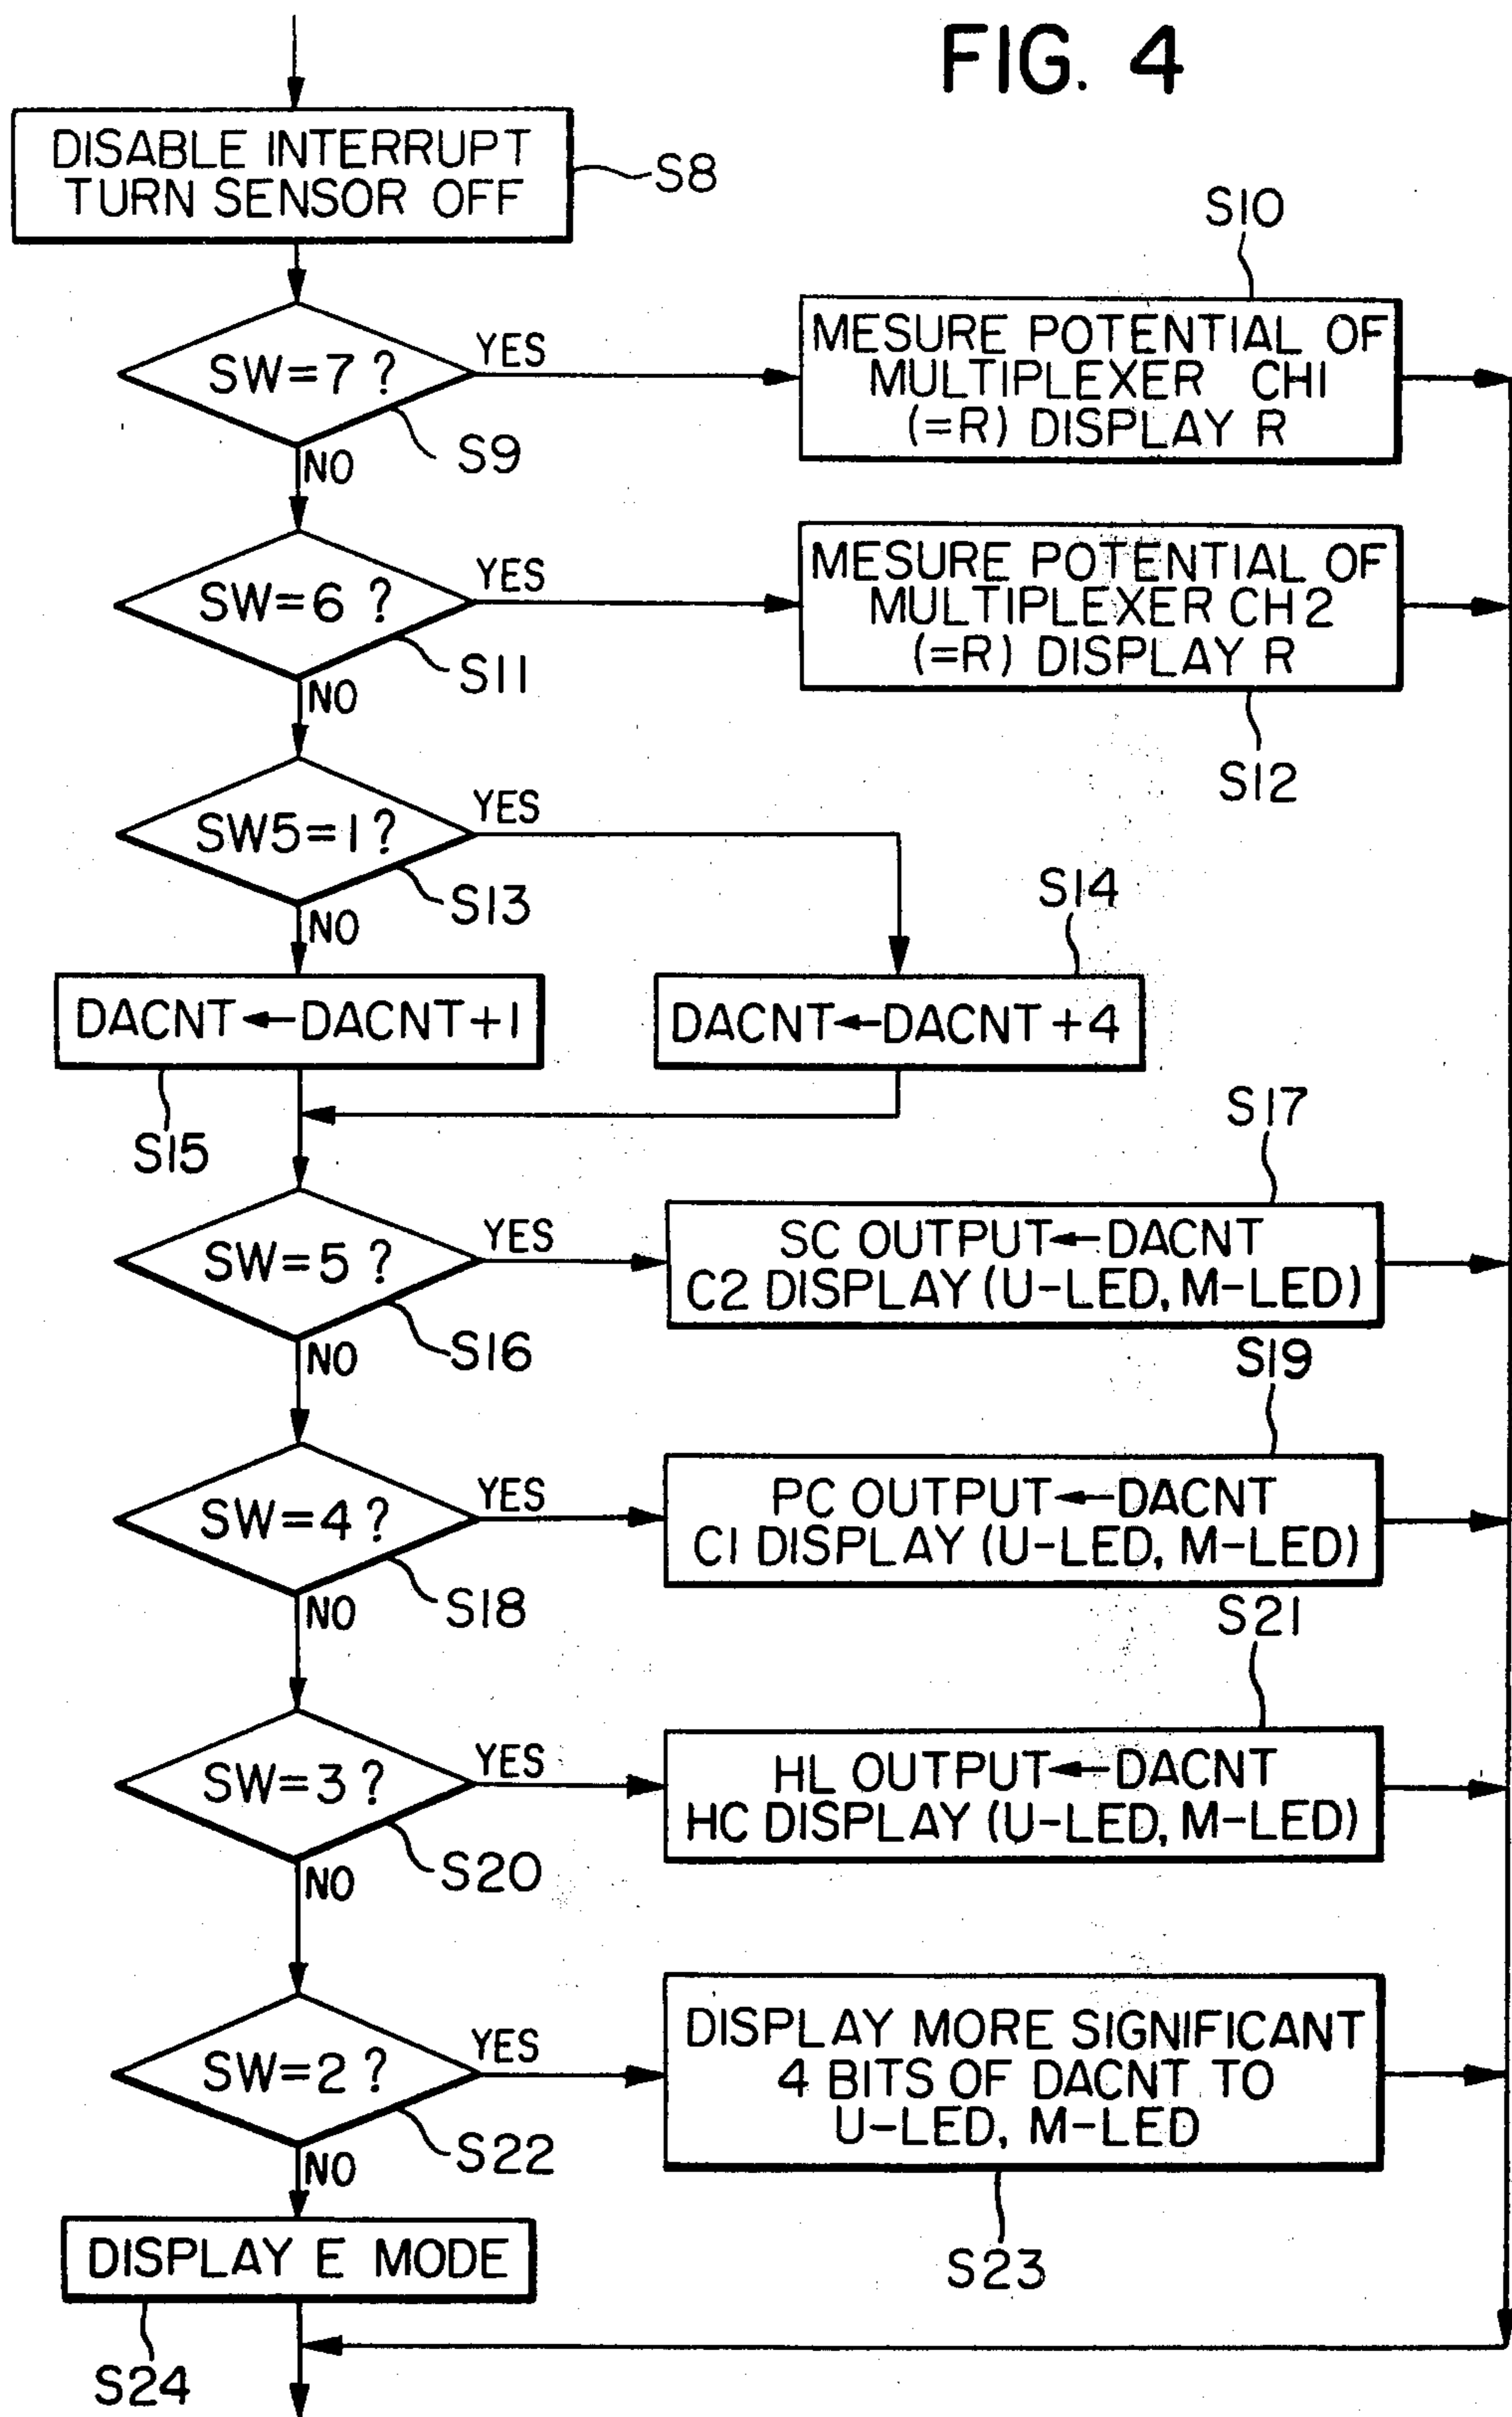 FIG. 4
DISABLE INTERRUPT
TURN SENSOR OFF
S8
SW=7 ?
YES
S9
NO
S10
MESURE POTENTIAL OF
MULTIPLEXER CH1
(=R) DISPLAY R
SW=6 ?
YES
S11
NO
MESURE POTENTIAL OF
MULTIPLEXER CH2
(=R) DISPLAY R
S12
SW5=1 ?
YES
S13
NO
S14
DACNT←DACNT+1
DACNT←DACNT+4
S15
SW=5 ?
YES
S16
NO
S17
SC OUTPUT←DACNT
C2 DISPLAY (U-LED, M-LED)
SW=4 ?
YES
S18
NO
S19
PC OUTPUT←DACNT
C1 DISPLAY (U-LED, M-LED)
SW=3 ?
YES
S20
NO
S21
HL OUTPUT←DACNT
HC DISPLAY (U-LED, M-LED)
SW=2 ?
YES
S22
NO
DISPLAY MORE SIGNIFICANT
4 BITS OF DACNT TO
U-LED, M-LED
S23
DISPLAY E MODE
S24